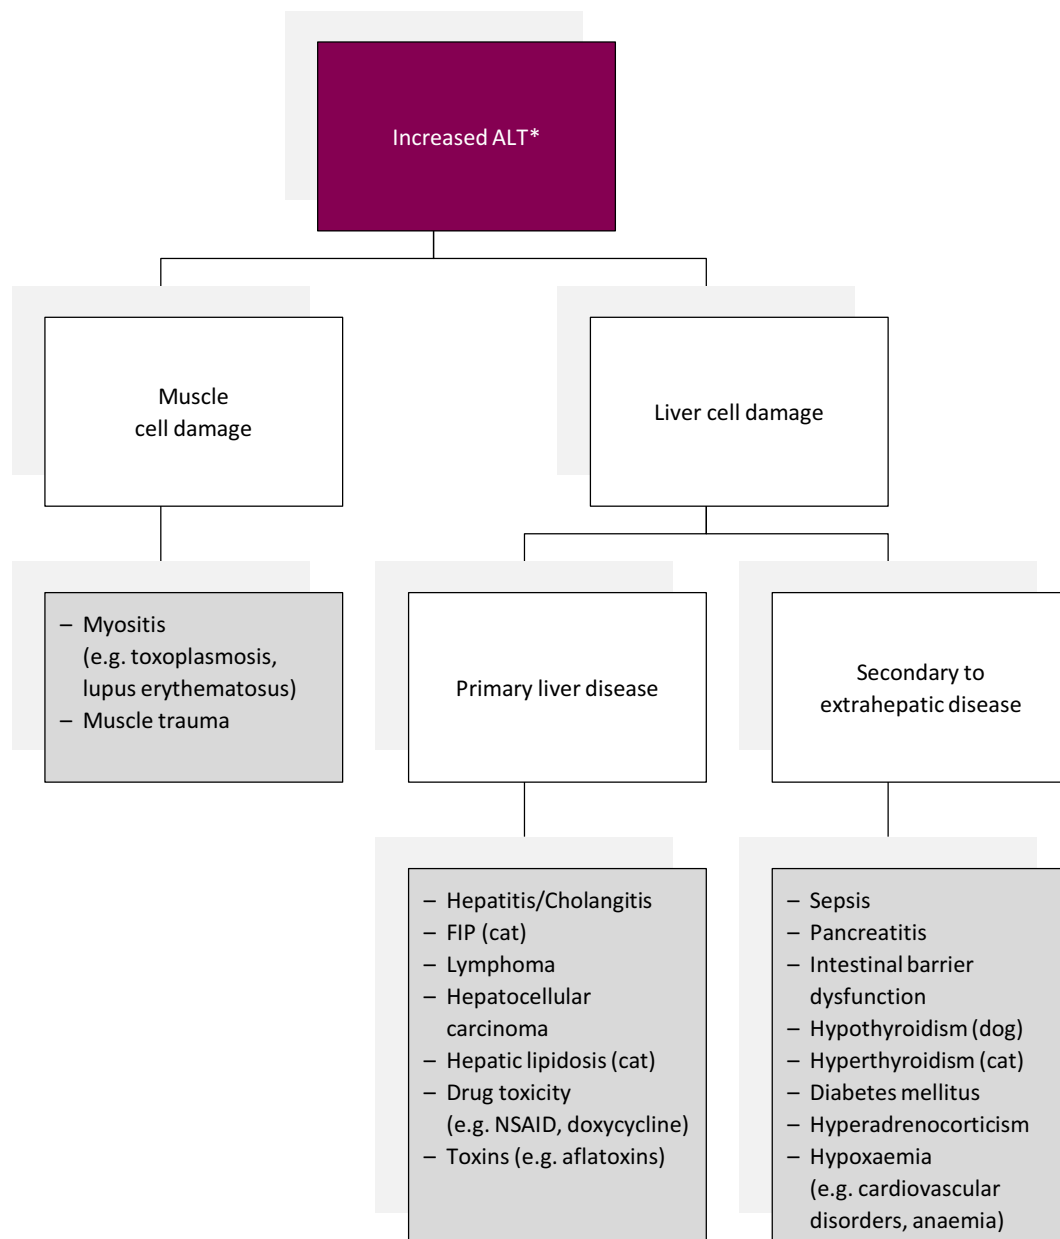 Increased ALT*
Muscle
cell damage
Liver cell damage
– Myositis
(e.g. toxoplasmosis,
lupus erythematosus)
– Muscle trauma
Primary liver disease
Secondary to
extrahepatic disease
– Hepatitis/Cholangitis
– FIP (cat)
– Lymphoma
– Hepatocellular
carcinoma
– Hepatic lipidosis (cat)
– Drug toxicity
(e.g. NSAID, doxycycline)
– Toxins (e.g. aflatoxins)
– Sepsis
– Pancreatitis
– Intestinal barrier
dysfunction
– Hypothyroidism (dog)
– Hyperthyroidism (cat)
– Diabetes mellitus
– Hyperadrenocorticism
– Hypoxaemia
(e.g. cardiovascular
disorders, anaemia)